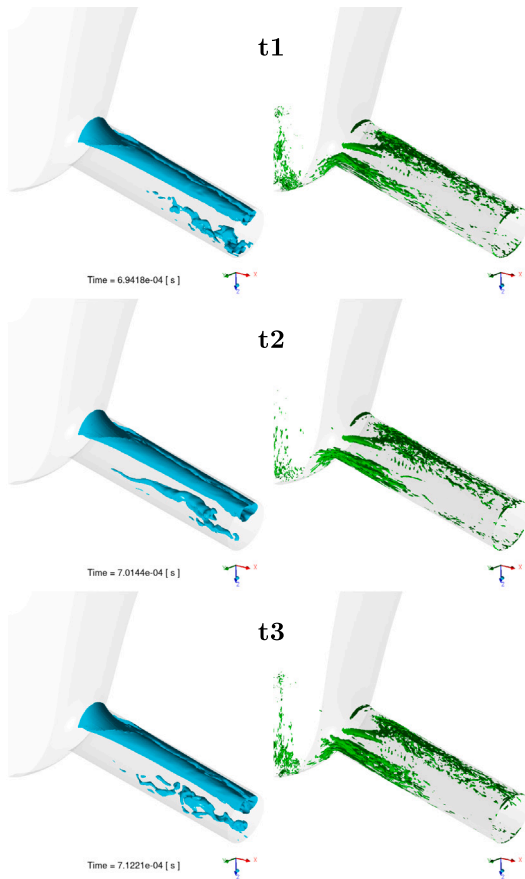 t1
Time = 6.9418e-04 [ s ]
t2
Time = 7.0144e-04 [ s ]
t3
Time = 7.1221e-04 [ s ]